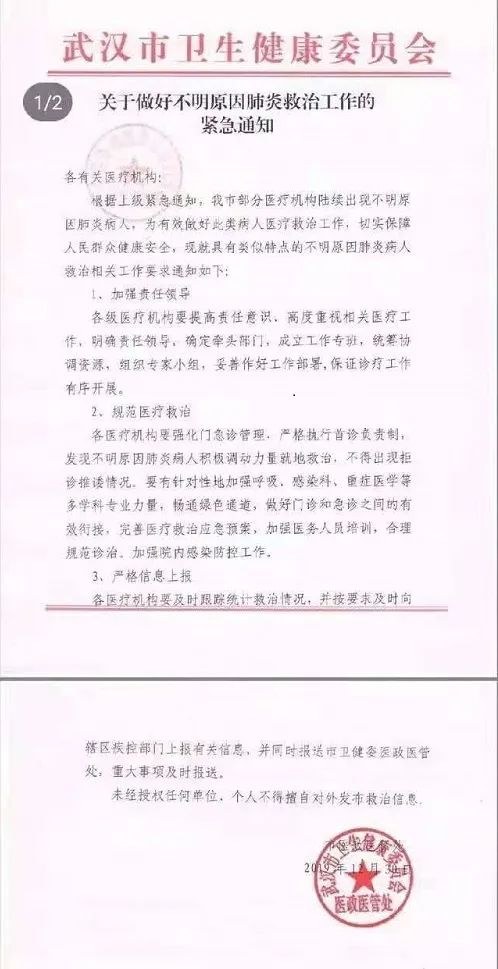 武汉市卫生健康委员会
1/2
关于做好不明原因肺炎救治工作的
紧急通知
各有关医疗机构:
根据上级紧急通知,我市部分医疗机构陆续出现不明原
因肺炎病人,为有效做好此类病人医疗救治工作,切实保障
人民群众健康安全,现就具有类似特点的不明原因肺炎病人
救治相关工作要求通知如下:
1、加强责任领导
各级医疗机构要提高责任意识、高度重视相关医疗工
作,明确责任领导,确定牵头部门,成立工作专班,统筹协
调资源,组织专家小组,妥善作好工作部署,保证诊疗工作
有序开展。
2、规范医疗救治
各医疗机构要强化门急诊管理,严格执行首诊负责制,
发现不明原因肺炎病人积极调动力量就地救治,不得出现拒
诊推诿情况。要有针对性地加强呼吸、感染科、重症医学等
多学科专业力量,畅通绿色通道,做好门诊和急诊之间的有
效衔接,完善医疗救治应急预案,加强医务人员培训,合理
规范诊治、加强院内感染防控工作。
3、严格信息上报
各医疗机构要及时跟踪统计救治情况,并按要求及时向
辖区疾控部门上报有关信息,并同时报送市卫健委医政医管
处,重大事项及时报送。
未经授权任何单位、个人不得擅自对外发布救治信息.
武汉市卫生健康委员会
2019年12月30日
医政医管处